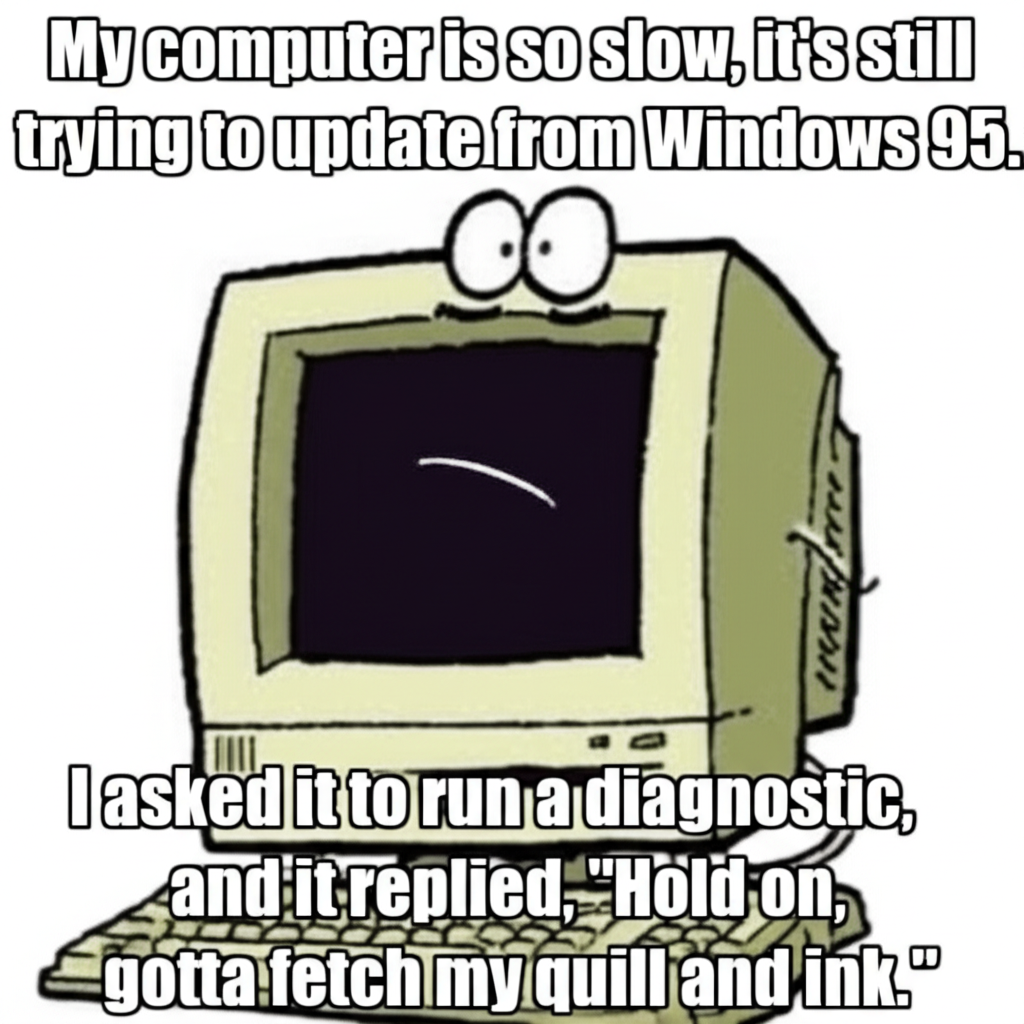 My computer is so slow, it's still
trying to update from Windows 95.
I asked it to run a diagnostic,
and it replied, "Hold on,
gotta fetch my quill and ink."